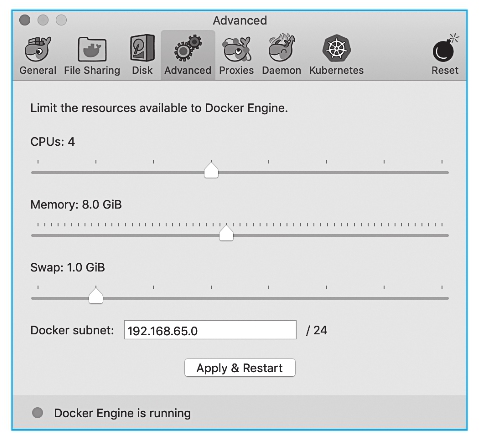 Advanced
General File Sharing Disk Advanced Proxies Daemon Kubernetes Reset
Limit the resources available to Docker Engine.
CPUs: 4
Memory: 8.0 GiB
Swap: 1.0 GiB
Docker subnet: 192.168.65.0 / 24
Apply & Restart
Docker Engine is running